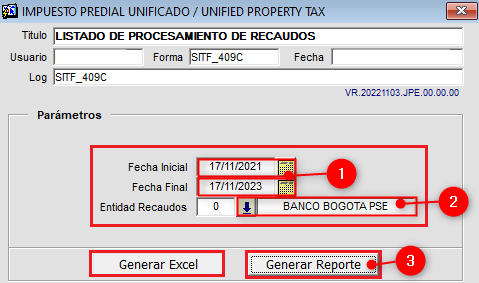 IMPUESTO PREDIAL UNIFICADO / UNIFIED PROPERTY TAX
Título LISTADO DE PROCESAMIENTO DE RECAUDOS
Usuario Forma SITF_409C Fecha
Log SITF_409C
VR.20221103.JPE.00.00.00
Parámetros
Fecha Inicial 17/11/2021 1
Fecha Final 17/11/2023
Entidad Recaudos 0 BANCO BOGOTA PSE 2
Generar Excel Generar Reporte 3